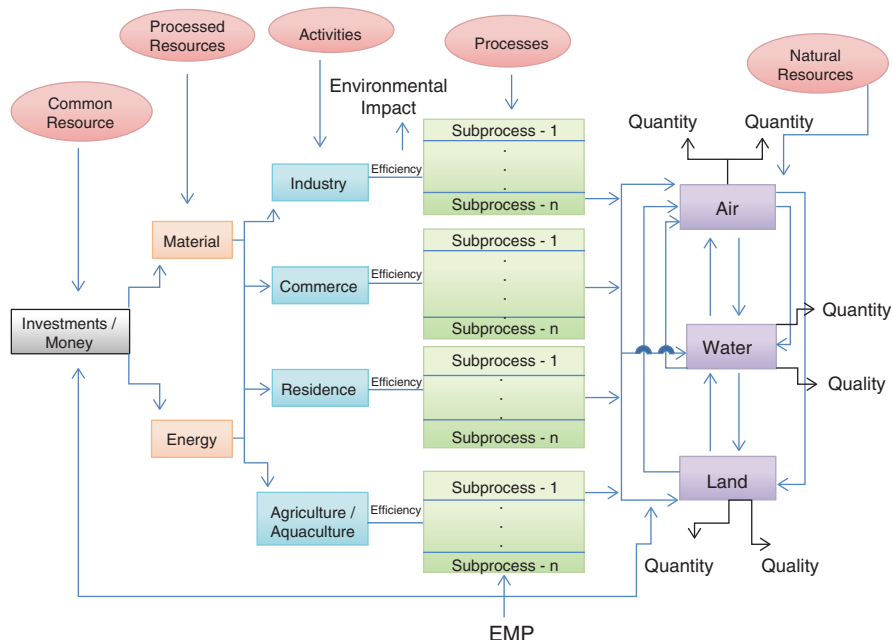 Processed
Resources
Activities
Processes
Natural
Resources
Common
Resource
Environmental
Impact
Quantity
Quantity
Subprocess - 1
.
.
.
Subprocess - n
Industry
Efficiency
Air
Material
Subprocess - 1
.
.
.
Subprocess - n
Commerce
Efficiency
Investments /
Money
Quantity
Water
Quality
Subprocess - 1
.
.
.
Subprocess - n
Residence
Efficiency
Energy
Land
Subprocess - 1
.
.
.
Subprocess - n
Agriculture /
Aquaculture
Efficiency
Quantity
Quality
EMP